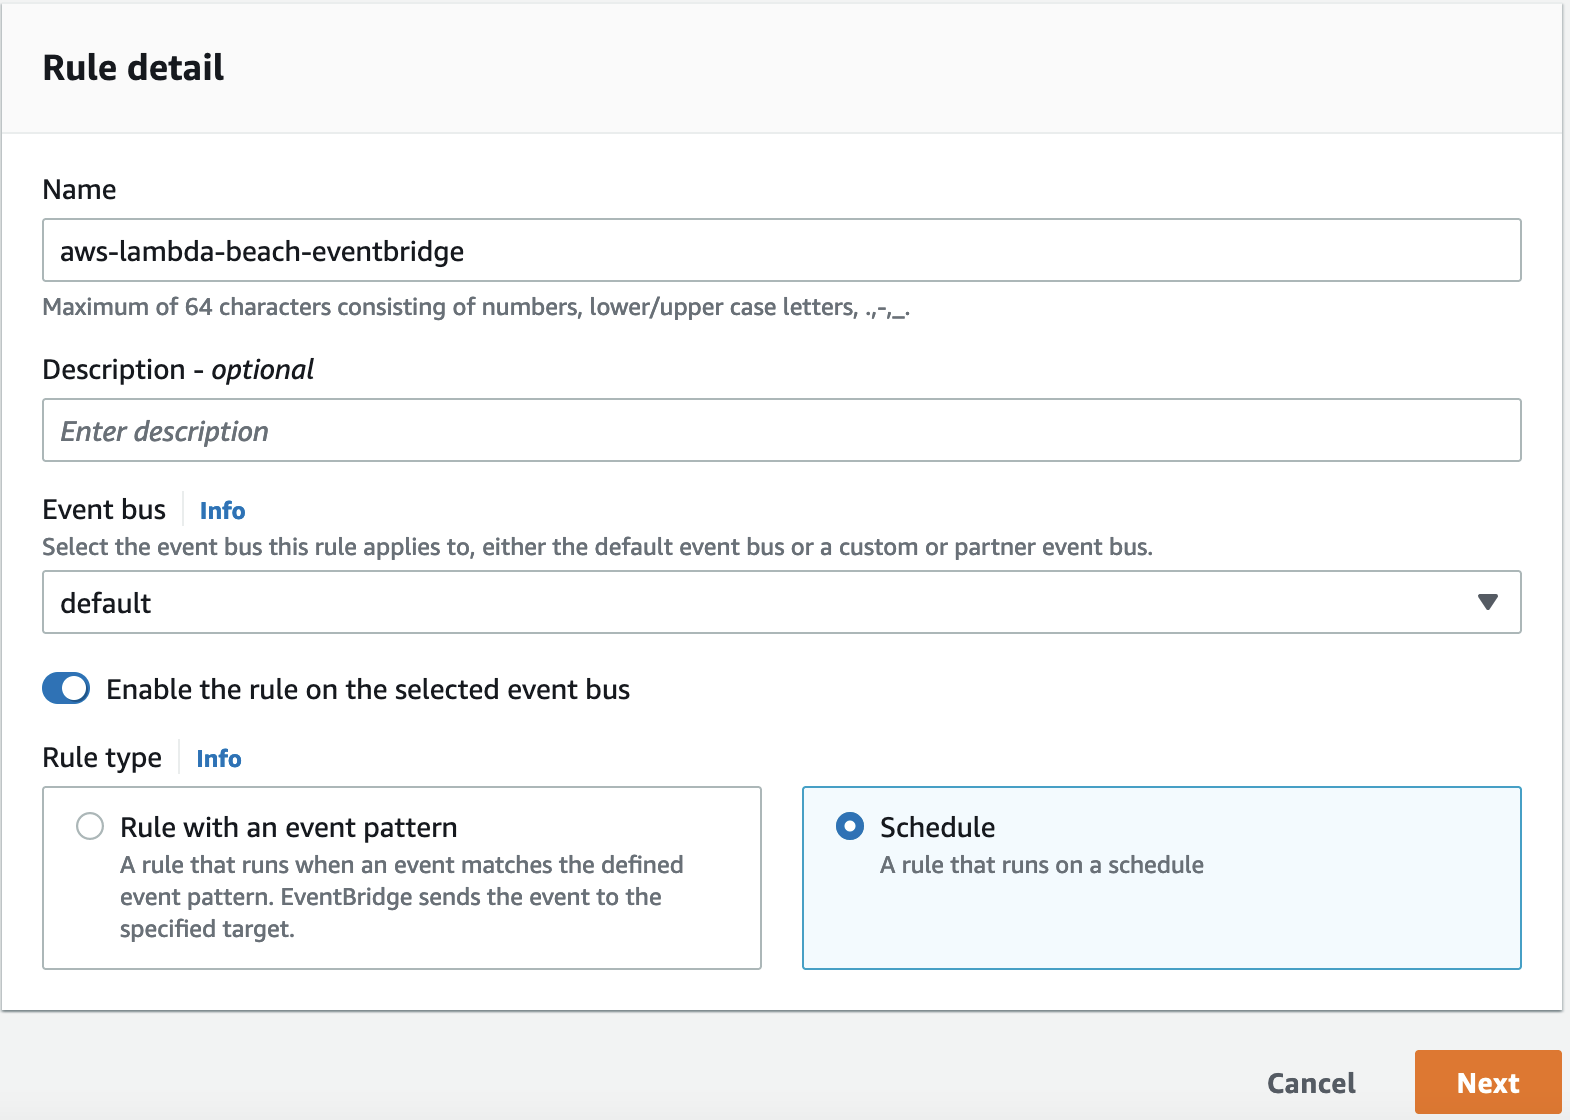 Rule detail
Name
aws-lambda-beach-eventbridge
Maximum of 64 characters consisting of numbers, lower/upper case letters, .,-,_.
Description - optional
Enter description
Event bus Info
Select the event bus this rule applies to, either the default event bus or a custom or partner event bus.
default
Enable the rule on the selected event bus
Rule type Info
Rule with an event pattern
A rule that runs when an event matches the defined
event pattern. EventBridge sends the event to the
specified target.
Schedule
A rule that runs on a schedule
Cancel
Next